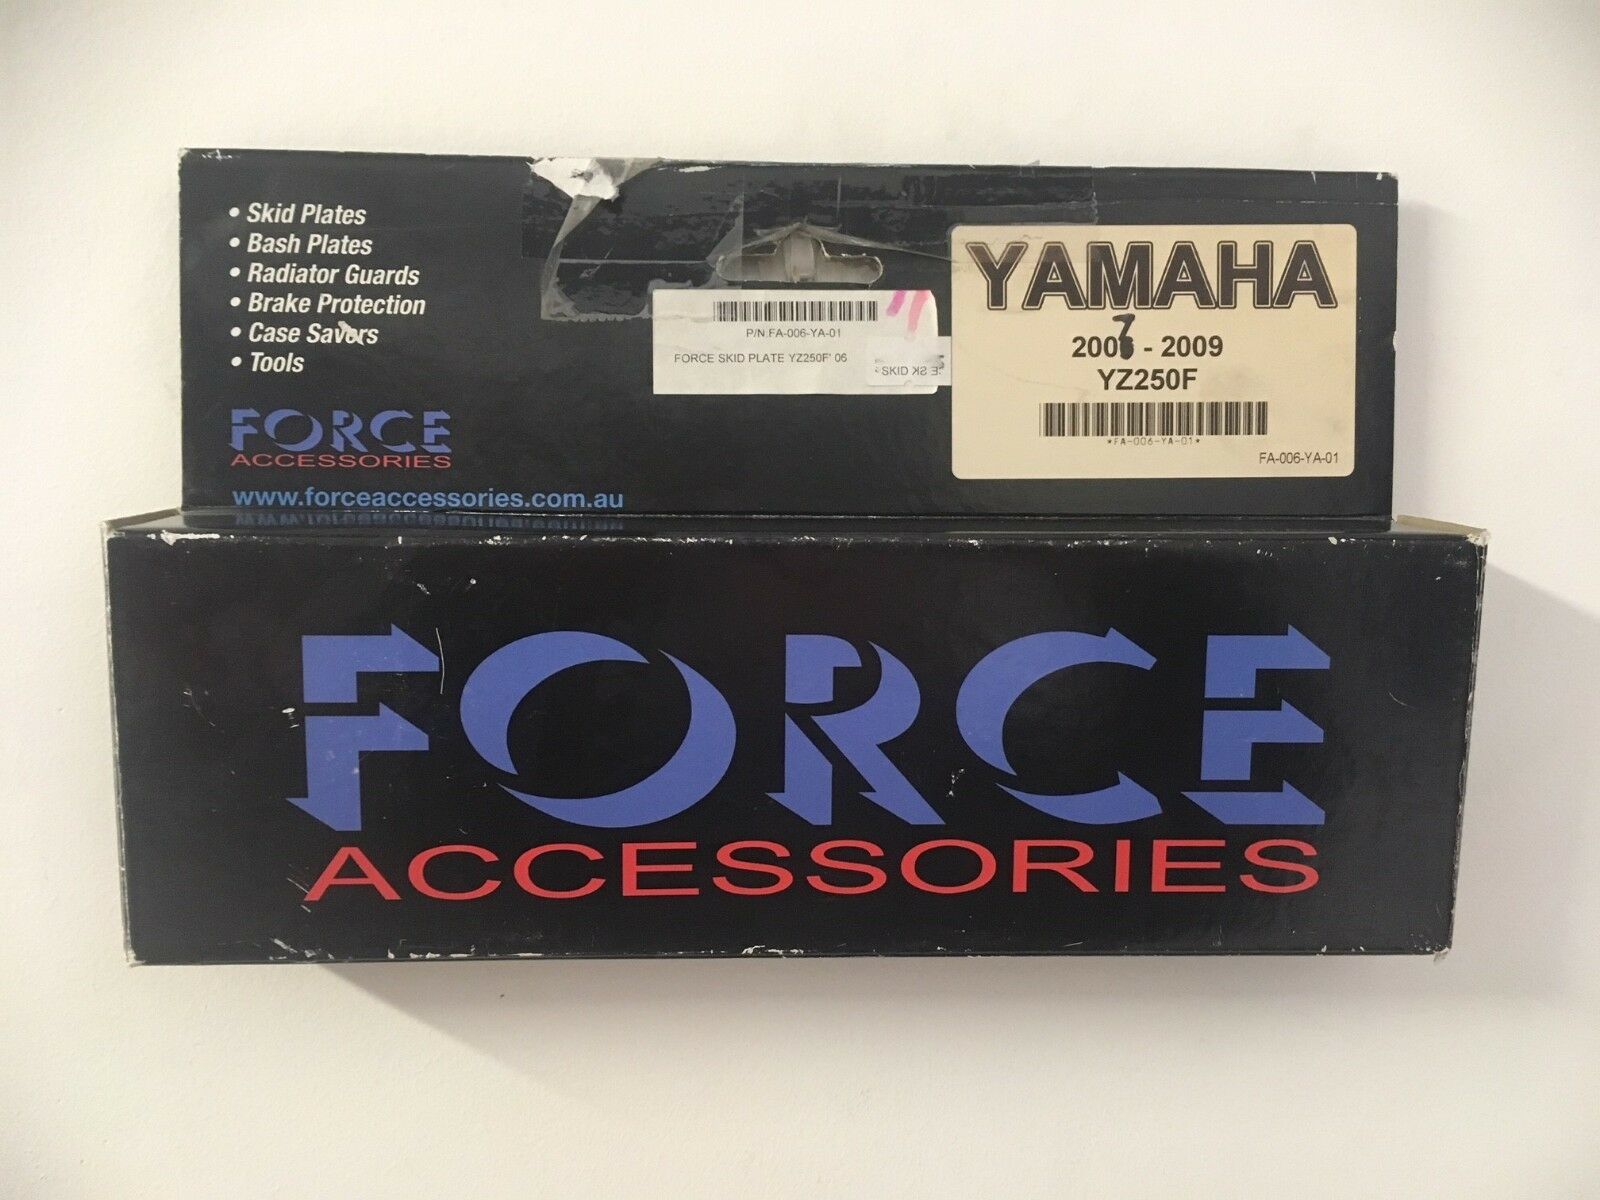 • Skid Plates
• Bash Plates
• Radiator Guards
• Brake Protection
• Case Savers
• Tools
FORCE
ACCESSORIES
www.forceaccessories.com.au
P/N:FA-006-YA-01
FORCE SKID PLATE YZ250F' 06
SKID
YAMAHA
2007 - 2009
YZ250F
*FA-006-YA-01*
FA-006-YA-01
FORCE
ACCESSORIES